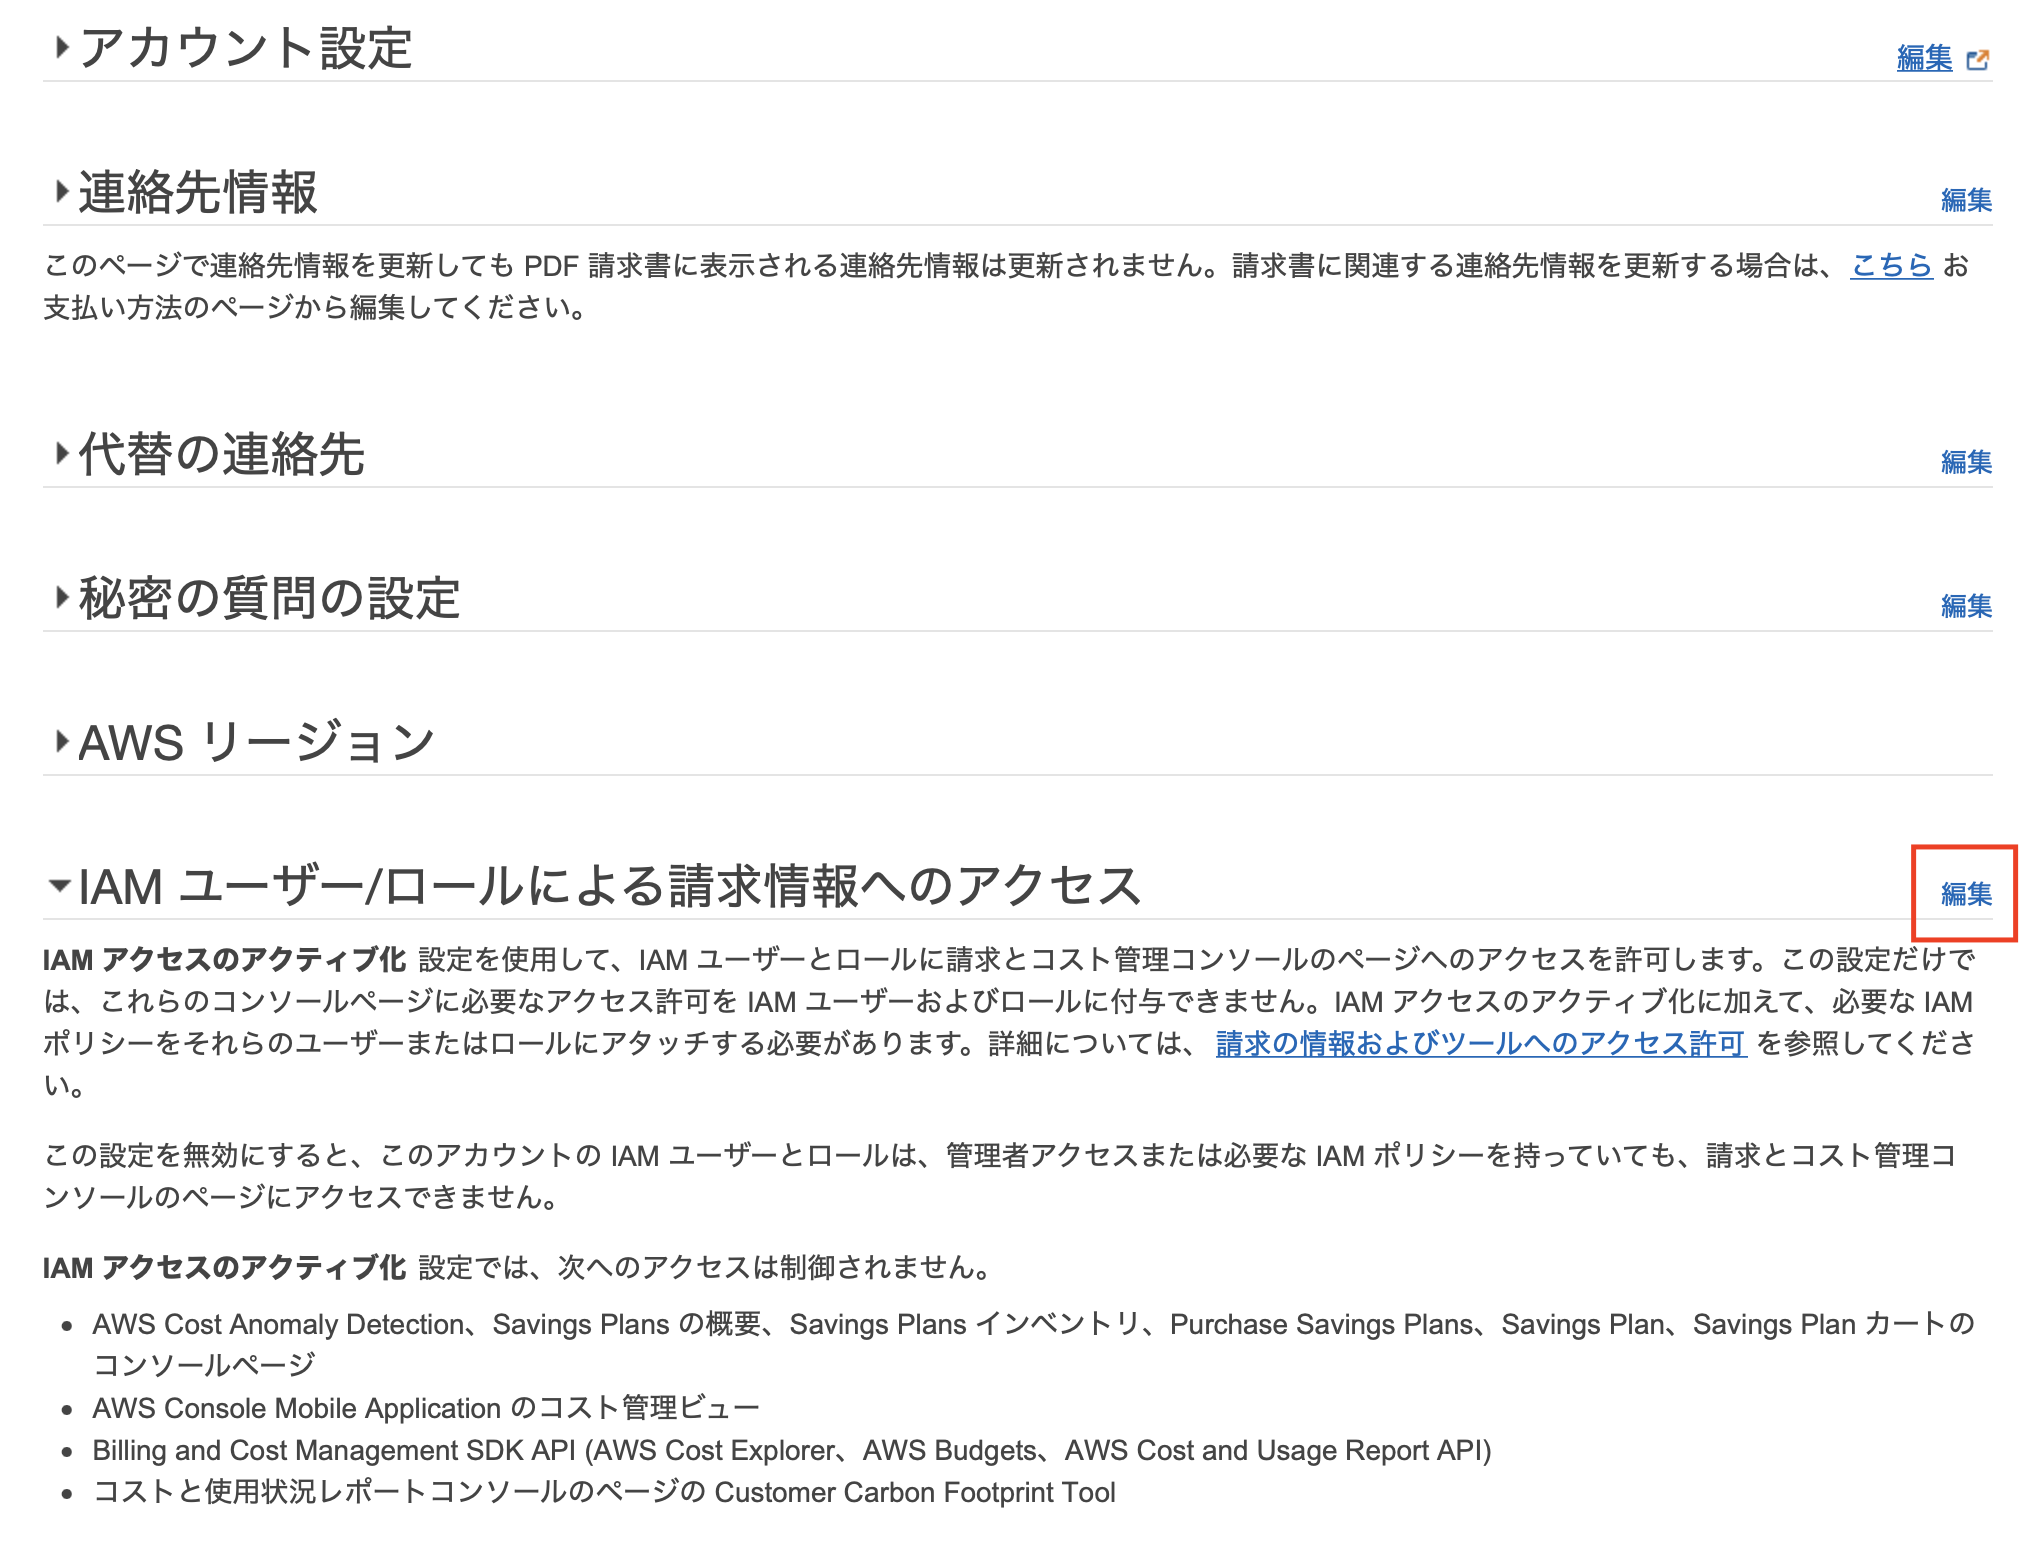 アカウント設定
編集
連絡先情報
編集
このページで連絡先情報を更新しても PDF 請求書に表示される連絡先情報は更新されません。請求書に関連する連絡先情報を更新する場合は、 こちら お
支払い方法のページから編集してください。
代替の連絡先
編集
秘密の質問の設定
編集
AWS リージョン
IAM ユーザー/ロールによる請求情報へのアクセス
編集
IAM アクセスのアクティブ化 設定を使用して、IAM ユーザーとロールに請求とコスト管理コンソールのページへのアクセスを許可します。この設定だけで
は、これらのコンソールページに必要なアクセス許可を IAM ユーザーおよびロールに付与できません。IAM アクセスのアクティブ化に加えて、必要な IAM
ポリシーをそれらのユーザーまたはロールにアタッチする必要があります。詳細については、 請求の情報およびツールへのアクセス許可 を参照してくださ
い。
この設定を無効にすると、このアカウントの IAM ユーザーとロールは、管理者アクセスまたは必要な IAM ポリシーを持っていても、請求とコスト管理コ
ンソールのページにアクセスできません。
IAM アクセスのアクティブ化 設定では、次へのアクセスは制御されません。
• AWS Cost Anomaly Detection、Savings Plans の概要、Savings Plans インベントリ、Purchase Savings Plans、Savings Plan、Savings Plan カートの
コンソールページ
• AWS Console Mobile Application のコスト管理ビュー
• Billing and Cost Management SDK API (AWS Cost Explorer、AWS Budgets、AWS Cost and Usage Report API)
• コストと使用状況レポートコンソールのページの Customer Carbon Footprint Tool